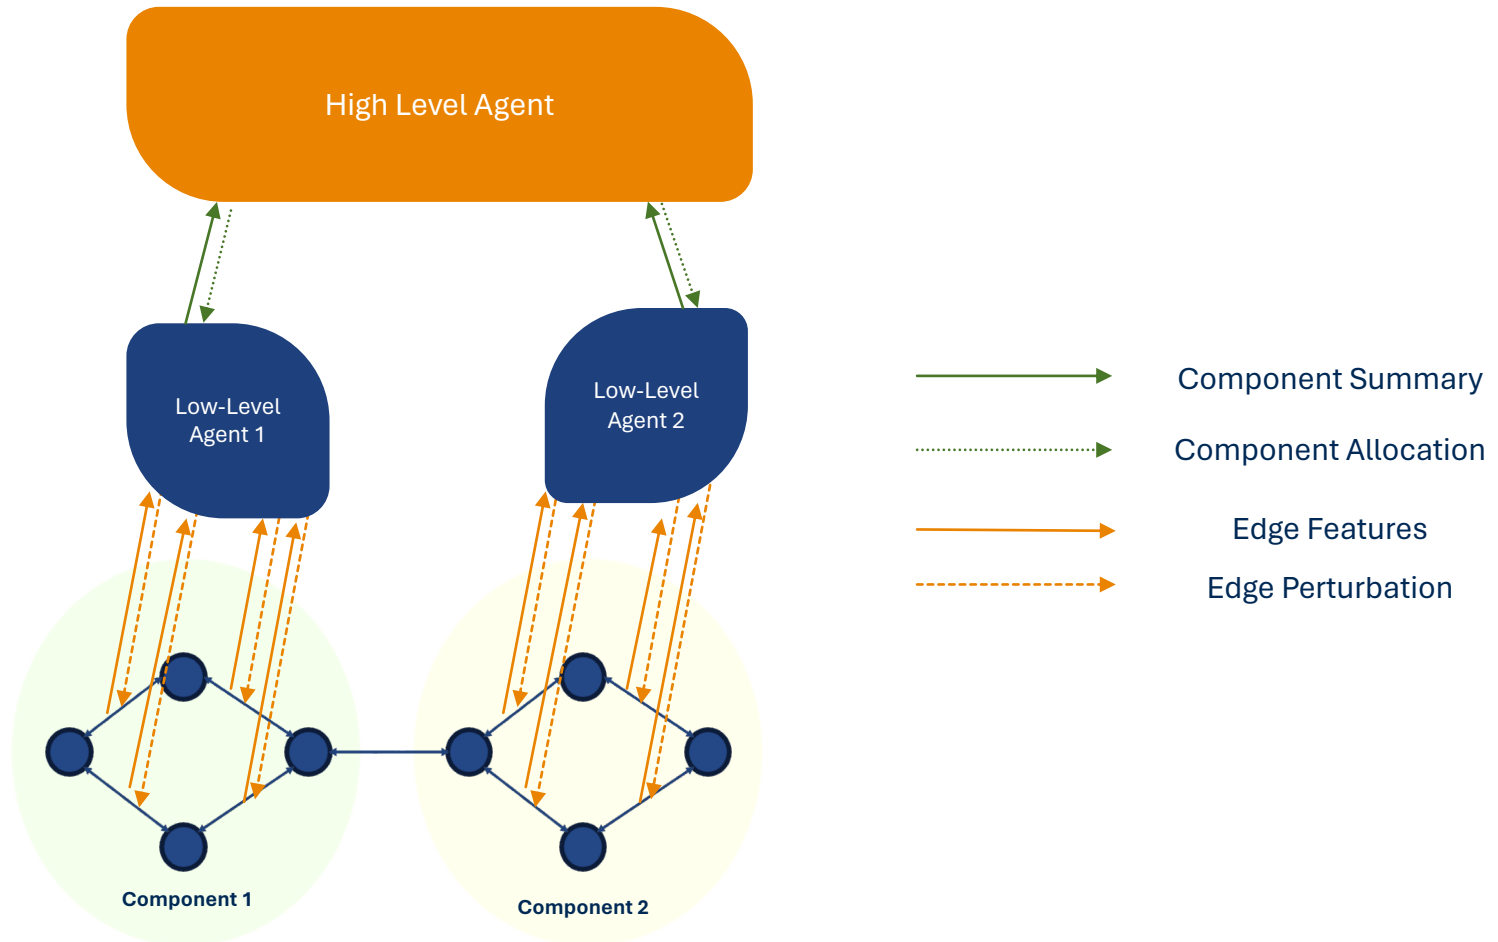 High Level Agent
Low-Level
Agent 1
Low-Level
Agent 2
Component Summary
Component Allocation
Edge Features
Edge Perturbation
Component 1
Component 2